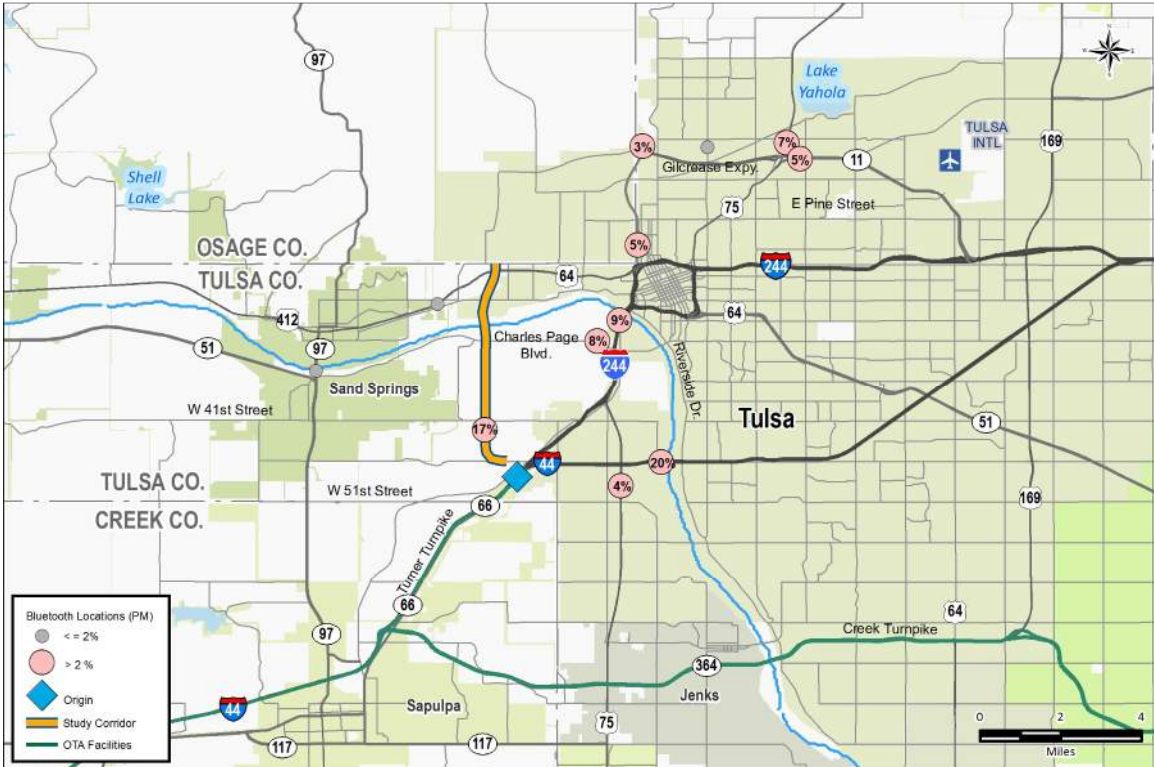 97
Lake
Yahola
N
W
E
S
TULSA
INTL
169
7%
3%
5%
11
Gilcrease Expy.
Shell
Lake
75
E Pine Street
OSAGE CO.
TULSA CO.
5%
64
244
412
51
97
9%
8%
Charles Page
Blvd.
64
244
Riverside Dr.
Sand Springs
W 41st Street
Tulsa
51
17%
44
20%
TULSA CO.
CREEK CO.
W 51st Street
4%
66
169
Turner Turnpike
66
64
97
Creek Turnpike
364
Jenks
Sapulpa
44
75
117
117
Bluetooth Locations (PM)
< = 2%
> 2 %
Origin
Study Corridor
OTA Facilities
0 2 4
Miles